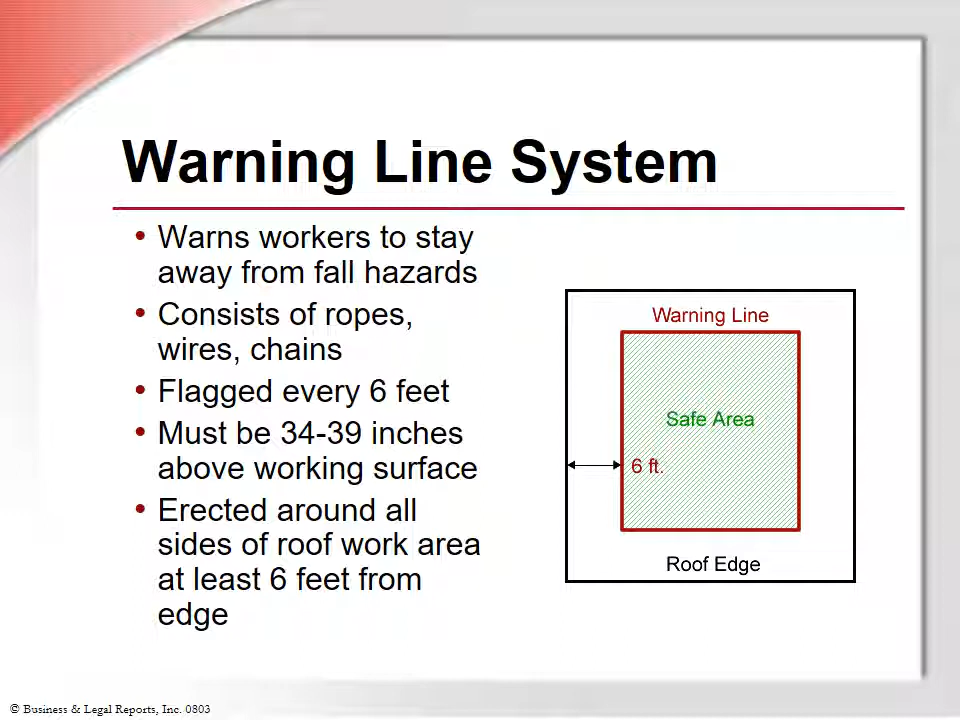 Warning Line System
• Warns workers to stay
away from fall hazards
• Consists of ropes,
wires, chains
• Flagged every 6 feet
• Must be 34-39 inches
above working surface
• Erected around all
sides of roof work area
at least 6 feet from
edge
Warning Line
Safe Area
6 ft.
Roof Edge
© Business & Legal Reports, Inc. 0803